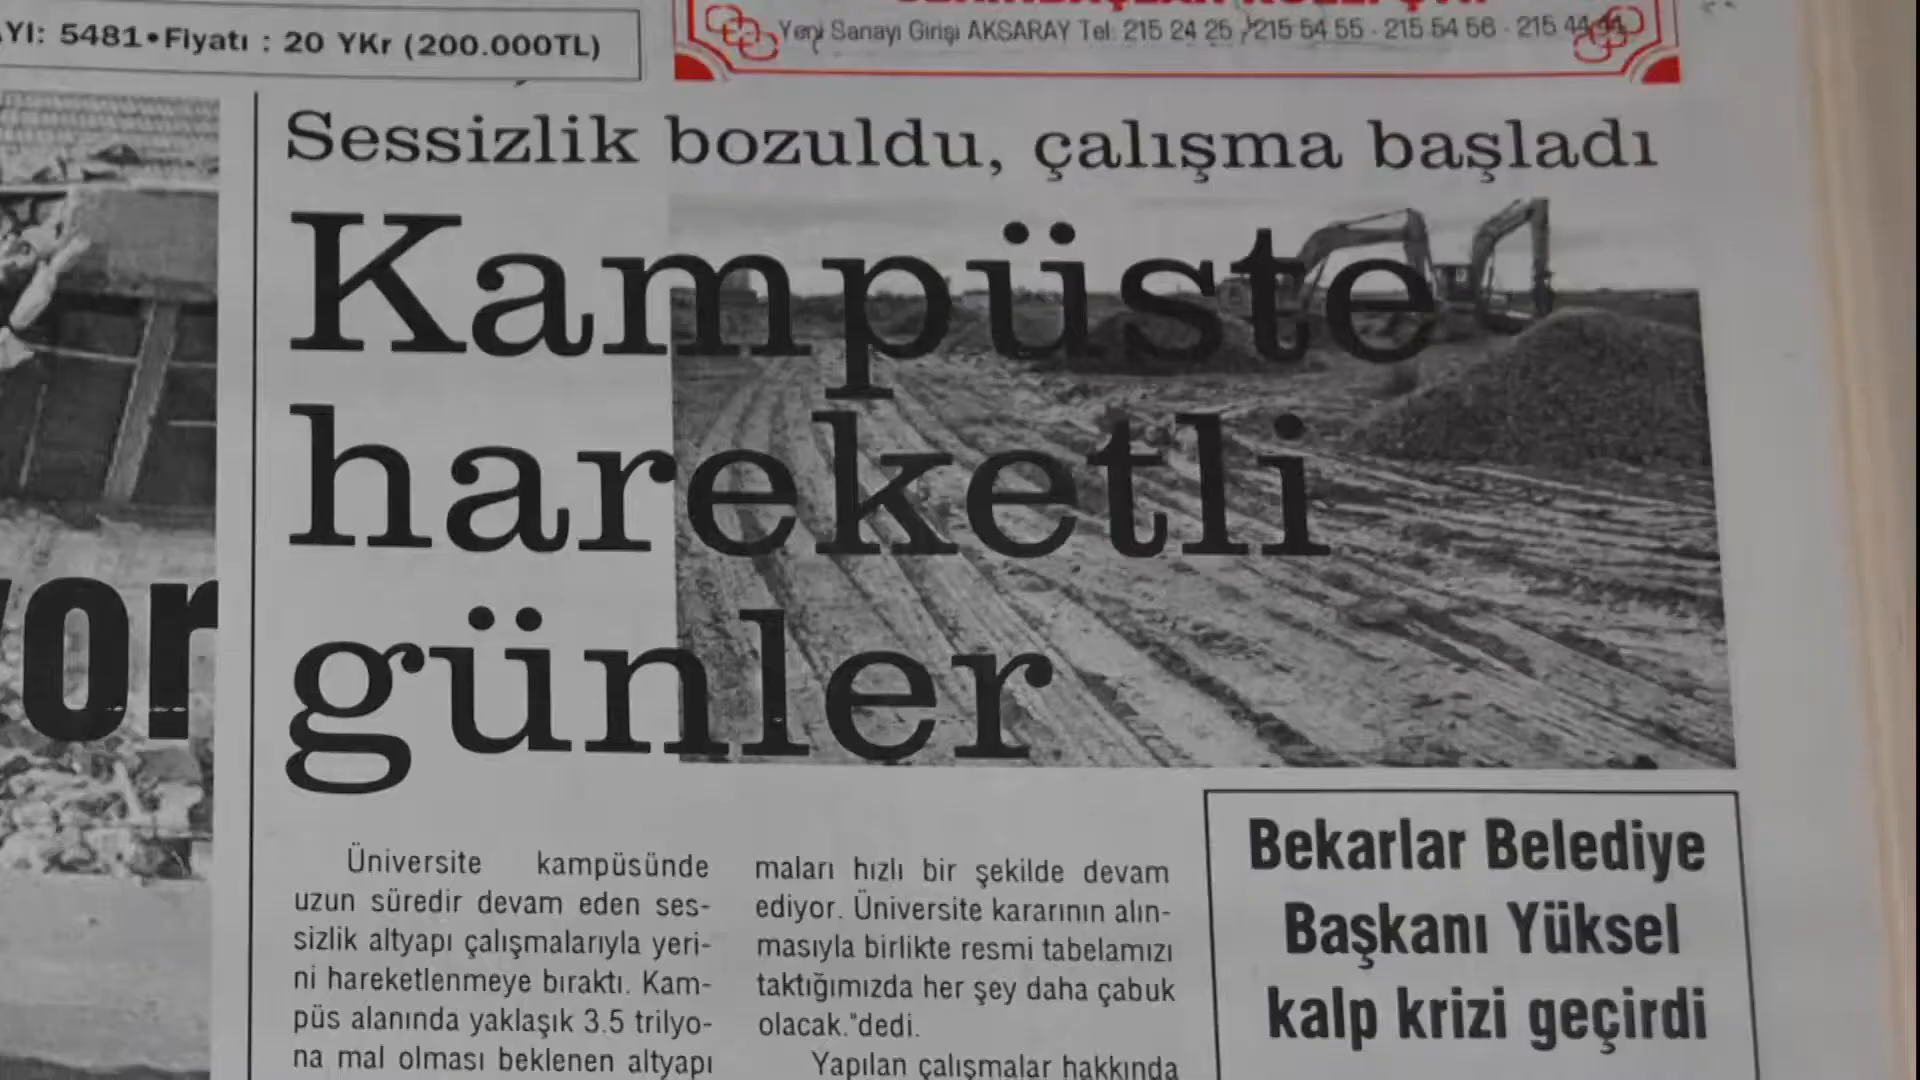 YI: 5481•Fiyatı : 20 YKr (200.000TL)
Yeni Sanayi Girişi AKSARAY Tel: 215 24 25 215 54 55 - 215 54 56 - 215 44
Sessizlik bozuldu, çalışma başladı
Kampüste
hareketli
günler
Üniversite kampüsünde
uzun süredir devam eden ses-
sizlik altyapı çalışmalarıyla yeri-
ni hareketlenmeye bıraktı. Kam-
püs alanında yaklaşık 3.5 trilyo-
na mal olması beklenen altyapı
maları hızlı bir şekilde devam
ediyor. Üniversite kararının alın-
masıyla birlikte resmi tabelamızı
taktığımızda her şey daha çabuk
olacak."dedi.
Yapılan çalışmalar hakkında
Bekarlar Belediye
Başkanı Yüksel
kalp krizi geçirdi
or